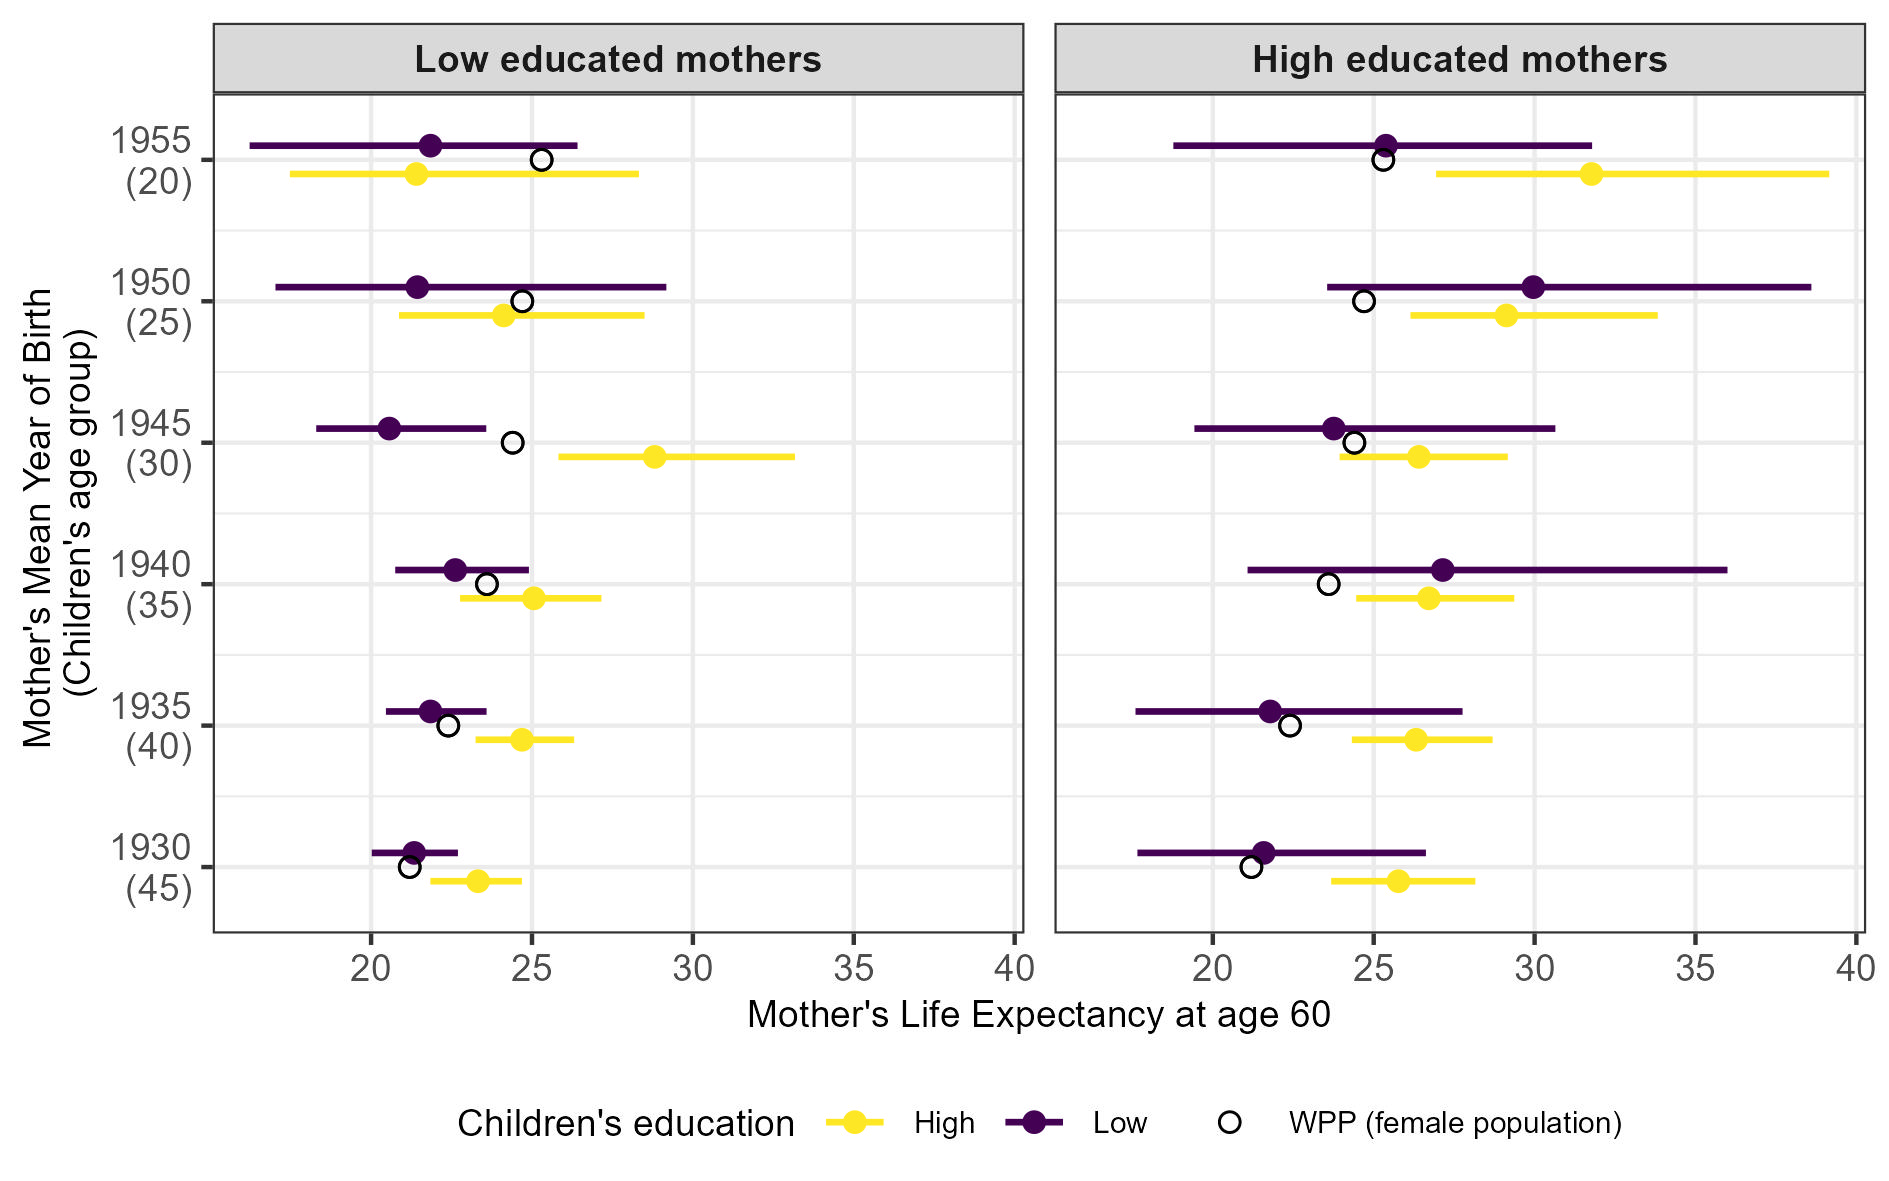 Low educated mothers
High educated mothers
Mother's Mean Year of Birth
(Children's age group)
1955
(20)
1950
(25)
1945
(30)
1940
(35)
1935
(40)
1930
(45)
20 25 30 35 40
20 25 30 35 40
Mother's Life Expectancy at age 60
Children's education High Low WPP (female population)